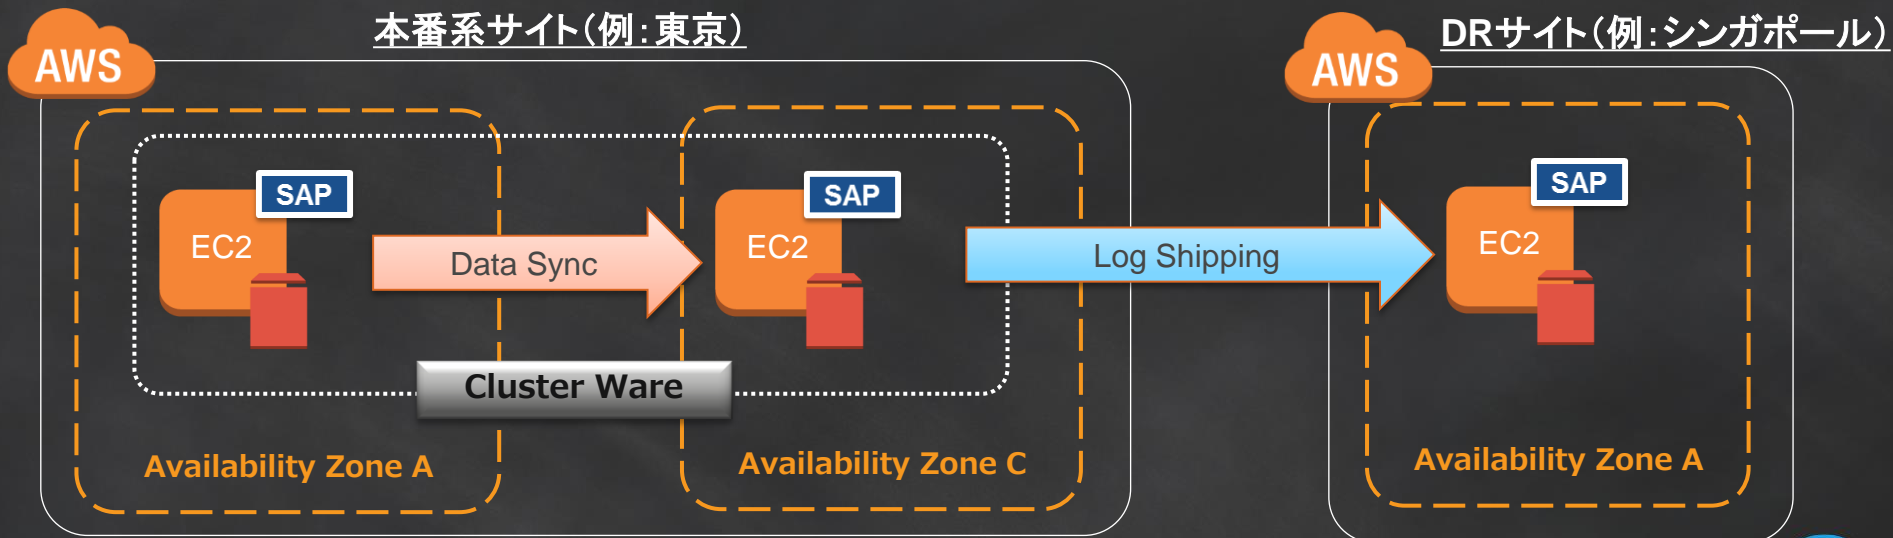 本番系サイト（例：東京）
DRサイト（例：シンガポール）
AWS
AWS
SAP
EC2
Data Sync
SAP
EC2
Log Shipping
SAP
EC2
Cluster Ware
Availability Zone A
Availability Zone C
Availability Zone A